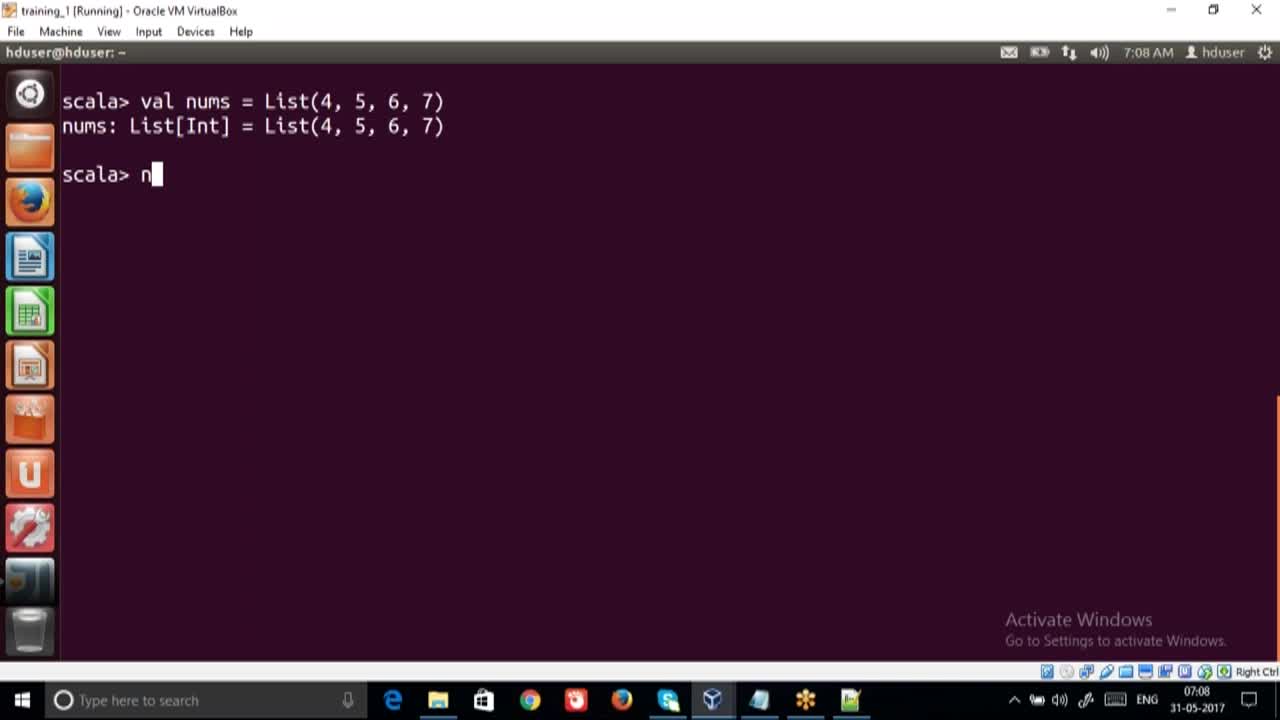 training_1 [Running] - Oracle VM VirtualBox
File Machine View Input Devices Help
hduser@hduser: ~ 7:08 AM hduser
scala> val nums = List(4, 5, 6, 7)
nums: List[Int] = List(4, 5, 6, 7)
scala> n
Activate Windows
Go to Settings to activate Windows.
Right Ctrl
Type here to search
ENG
07:08
31-05-2017